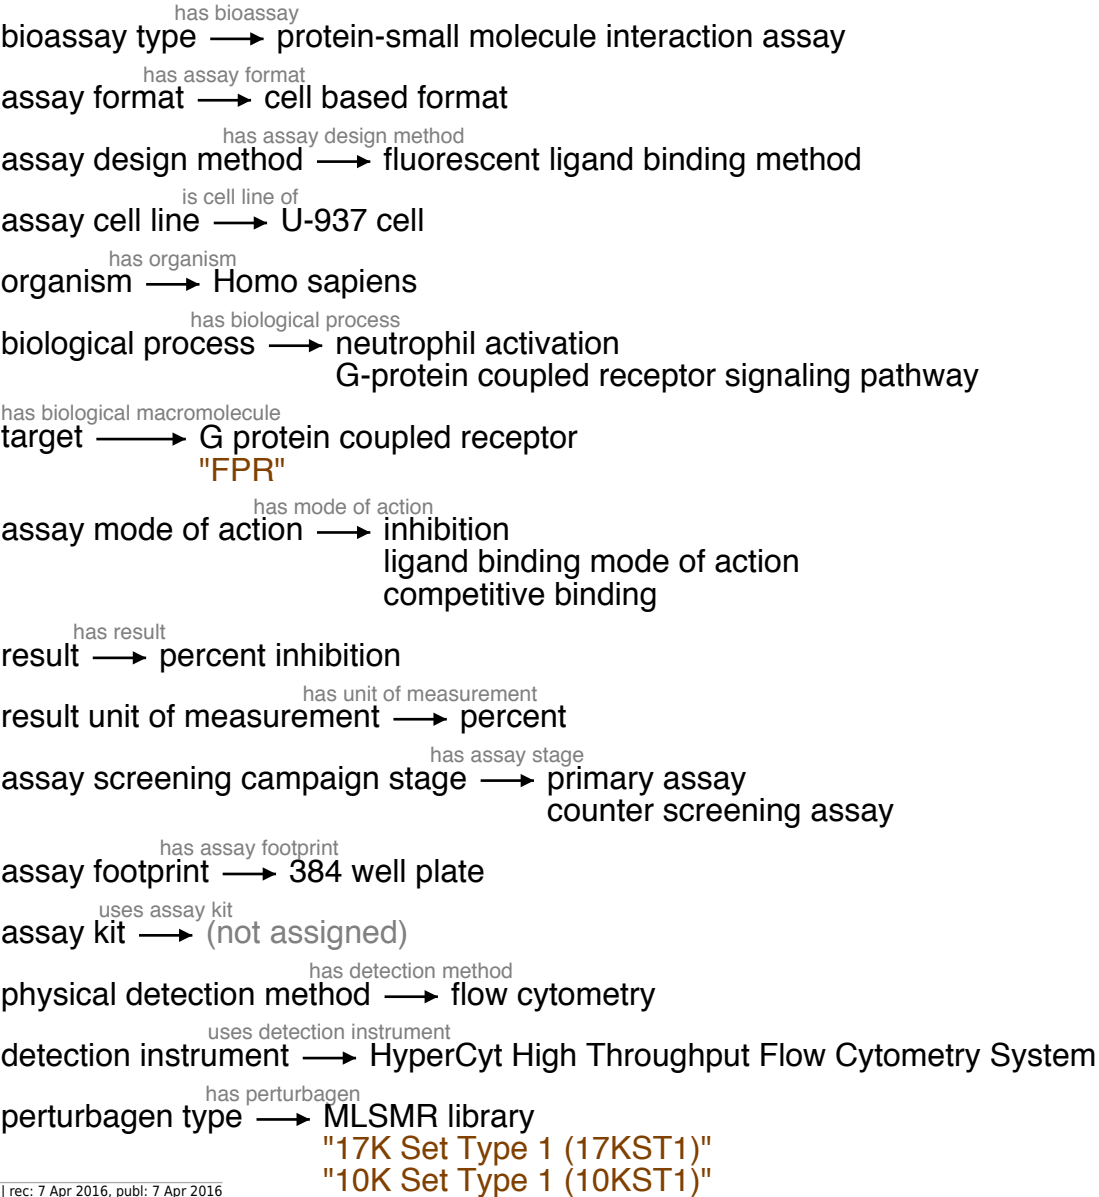 has bioassay
bioassay type → protein-small molecule interaction assay
has assay format
assay format → cell based format
has assay design method
assay design method → fluorescent ligand binding method
is cell line of
assay cell line → U-937 cell
has organism
organism → Homo sapiens
has biological process
biological process → neutrophil activation
G-protein coupled receptor signaling pathway
has biological macromolecule
target → G protein coupled receptor
"FPR"
has mode of action
assay mode of action → inhibition
ligand binding mode of action
competitive binding
has result
result → percent inhibition
has unit of measurement
result unit of measurement → percent
has assay stage
assay screening campaign stage → primary assay
counter screening assay
has assay footprint
assay footprint → 384 well plate
uses assay kit
assay kit → (not assigned)
has detection method
physical detection method → flow cytometry
uses detection instrument
detection instrument → HyperCyt High Throughput Flow Cytometry System
has perturbagen
perturbagen type → MLSMR library
"17K Set Type 1 (17KST1)"
"10K Set Type 1 (10KST1)"
| rec: 7 Apr 2016, publ: 7 Apr 2016